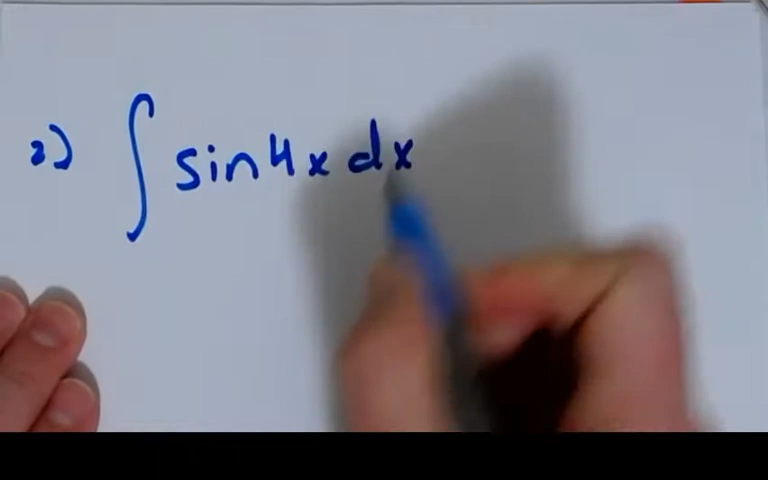 2) ∫ sin4x dx